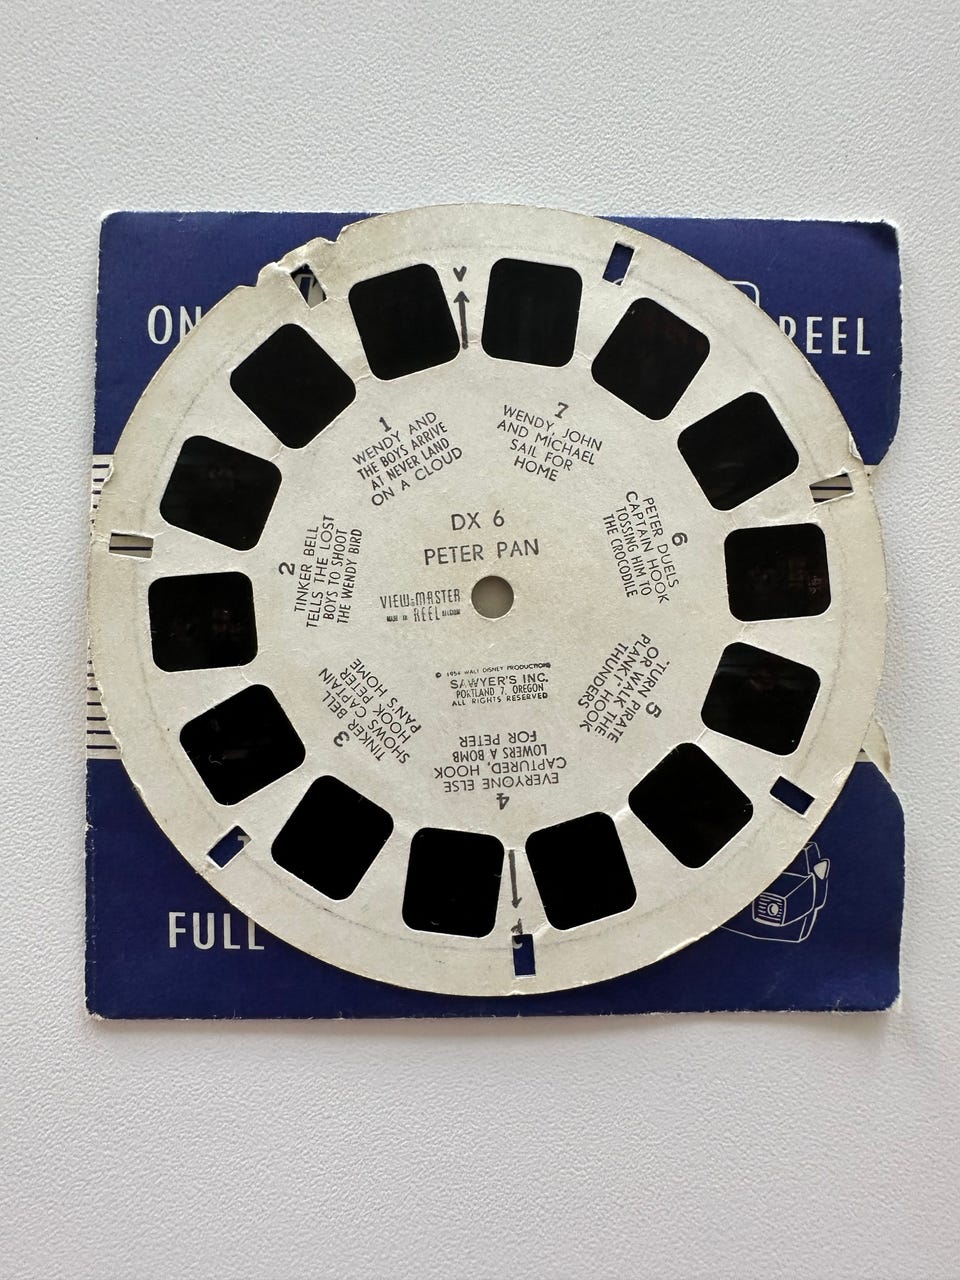 ON
REEL
1
WENDY AND
THE BOYS ARRIVE
AT NEVER LAND
ON A CLOUD
7
WENDY JOHN
AND MICHAEL
SAIL FOR
HOME
DX 6
PETER PAN
2
TINKER BELL
TELLS THE LOST
BOYS TO SHOOT
THE WENDY BIRD
6
PETER DUELS
CAPTAIN HOOK
TOSSING HIM TO
THE CROCODILE
VIEW-MASTER
MADE IN REEL BELGIUM
© 1954 WALT DISNEY PRODUCTIONS
SAWYER'S INC.
PORTLAND 7, OREGON
ALL RIGHTS RESERVED
3
TINKER BELL
SHOWS CAPTAIN
HOOK PETER
PAN'S HOME
5
"TURN PIRATE
OR WALK THE
PLANK!" HOOK
THUNDERS
4
EVERYONE ELSE
CAPTURED, HOOK
LOWERS A BOMB
FOR PETER
FULL